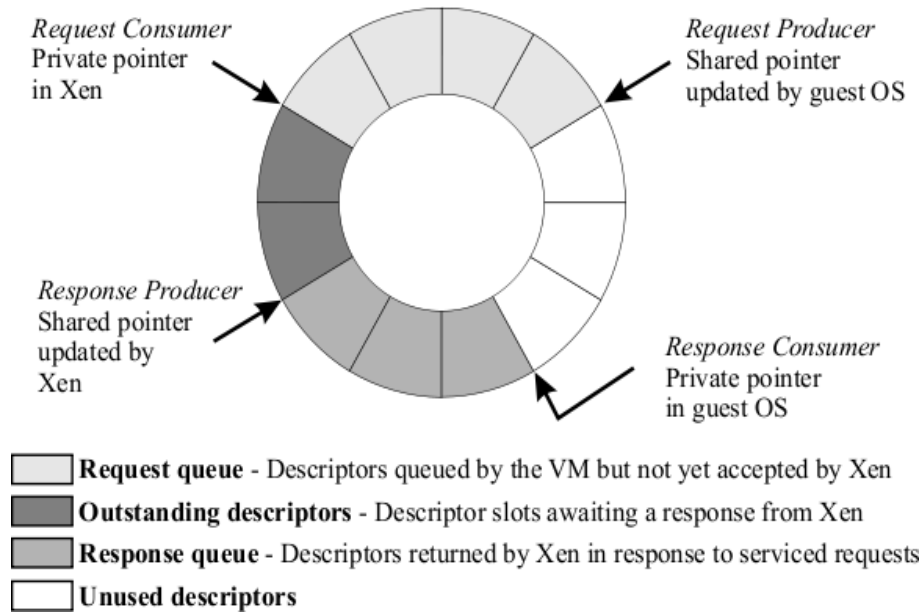 Request Consumer
Private pointer
in Xen
Request Producer
Shared pointer
updated by guest OS
Response Producer
Shared pointer
updated by
Xen
Response Consumer
Private pointer
in guest OS
Request queue - Descriptors queued by the VM but not yet accepted by Xen
Outstanding descriptors - Descriptor slots awaiting a response from Xen
Response queue - Descriptors returned by Xen in response to serviced requests
Unused descriptors